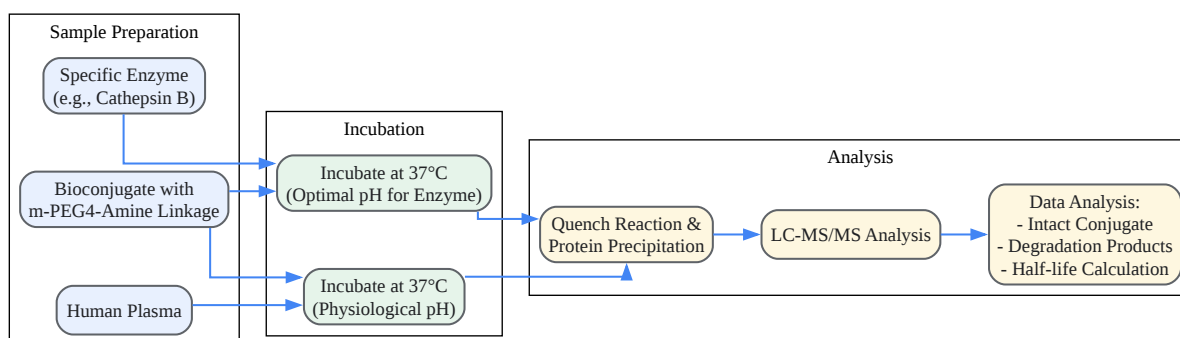 Sample Preparation
Specific Enzyme
(e.g., Cathepsin B)
Bioconjugate with
m-PEG4-Amine Linkage
Human Plasma
Incubation
Incubate at 37°C
(Optimal pH for Enzyme)
Incubate at 37°C
(Physiological pH)
Analysis
Quench Reaction &
Protein Precipitation
LC-MS/MS Analysis
Data Analysis:
- Intact Conjugate
- Degradation Products
- Half-life Calculation